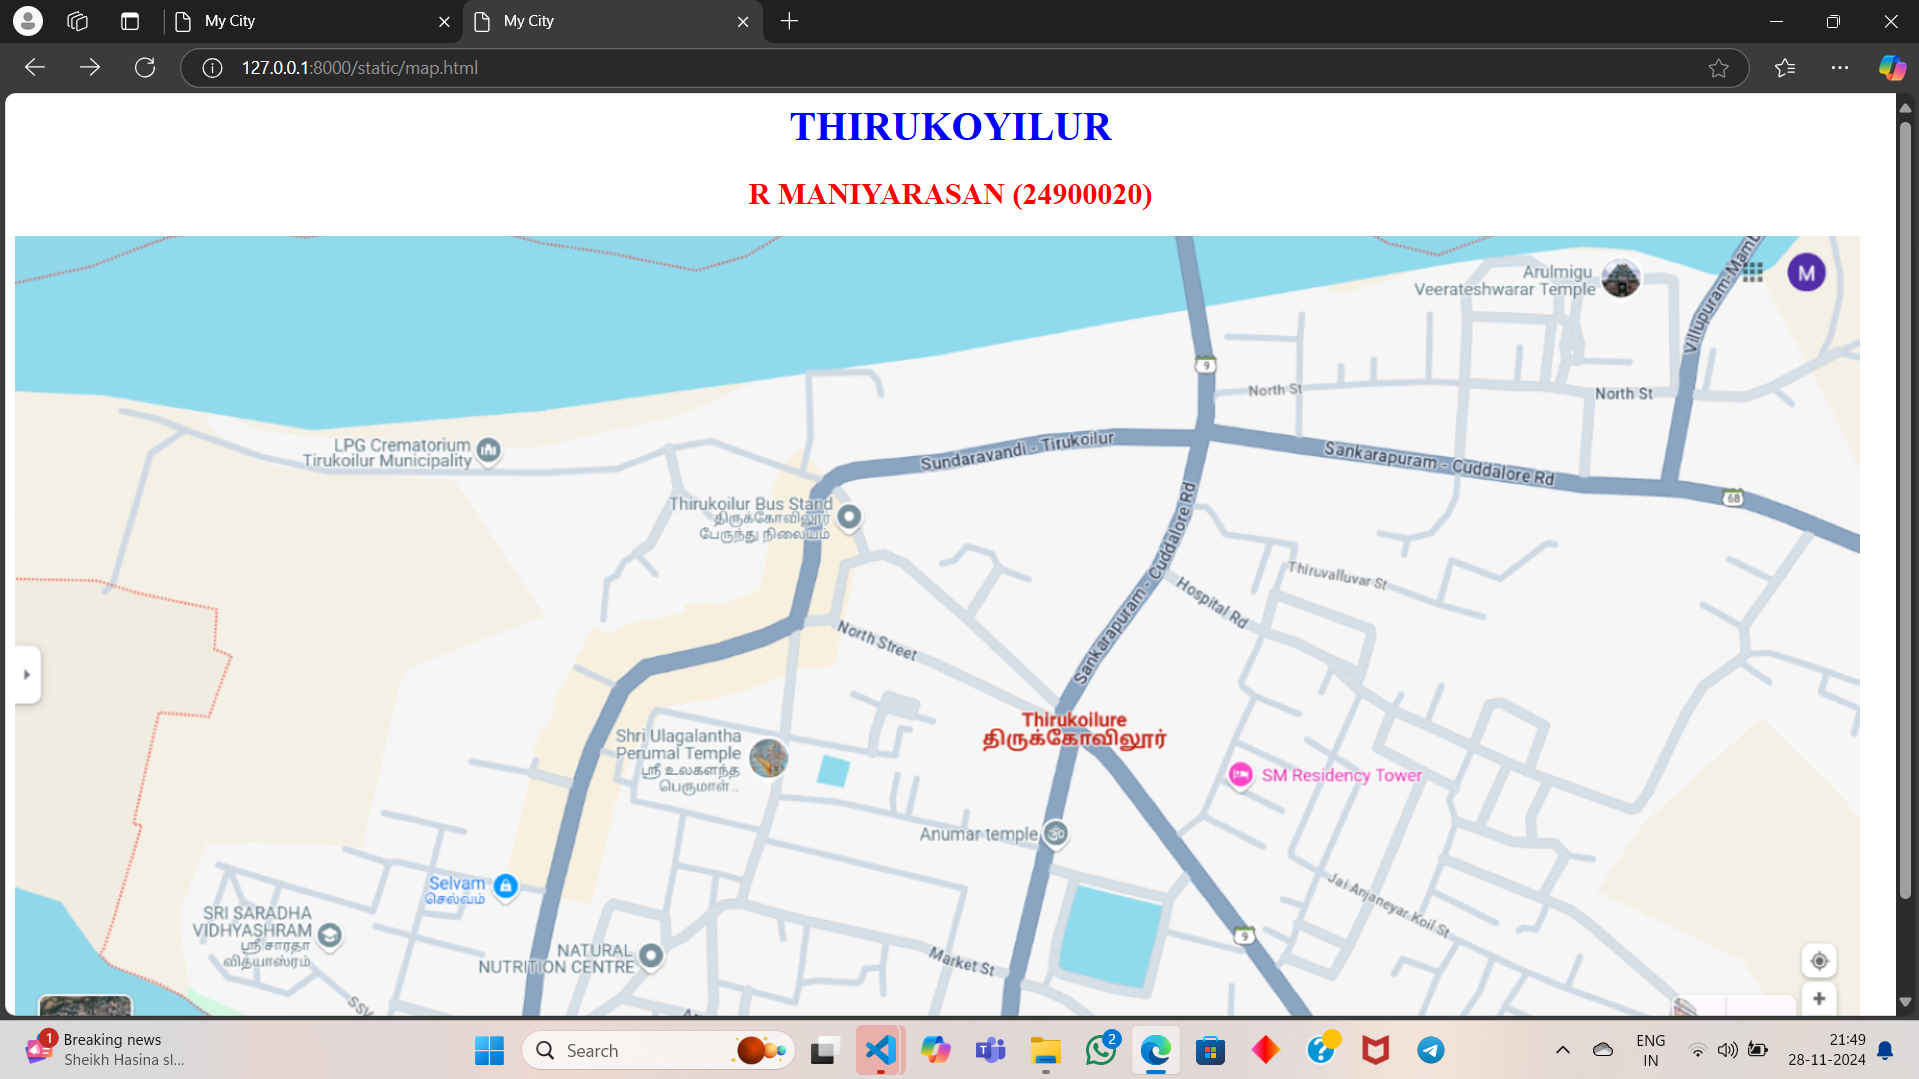 My City
My City
127.0.0.1:8000/static/map.html
THIRUKOYILUR
R MANIYARASAN (24900020)
Arulmigu
Veerateshwarar Temple
M
Villupuram-Mambu
9
North St
North St
LPG Crematorium
Tirukoilur Municipality
Sundaravandi - Tirukoilur
Sankarapuram - Cuddalore Rd
68
Thirukoilur Bus Stand
திருக்கோவிலூர்
பேருந்து நிலையம்
Sankarapuram - Cuddalore Rd
Thiruvalluvar St
Hospital Rd
North Street
Thirukoilure
திருக்கோவிலூர்
Shri Ulagalantha
Perumal Temple
ஸ்ரீ உலகளந்த
பெருமாள்...
SM Residency Tower
Anumar temple
Selvam
செல்வம்
Jai Anjaneyar Koil St
SRI SARADHA
VIDHYASHRAM
ஸ்ரீ சாரதா
வித்யாஸ்ரம்
9
NATURAL
NUTRITION CENTRE
Market St
SSV
1
Breaking news
Sheikh Hasina sl...
Search
2
ENG
IN
21:49
28-11-2024